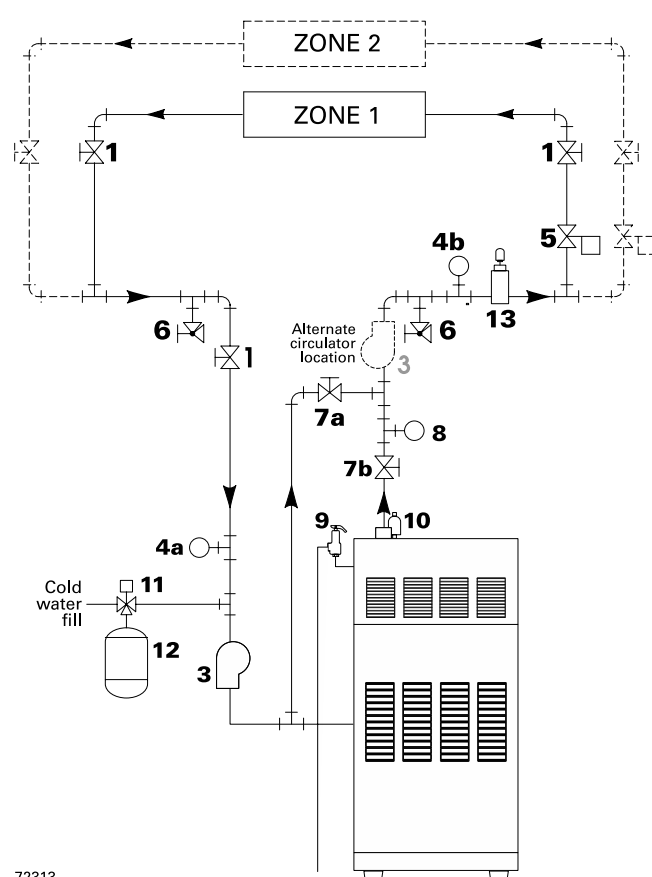 ZONE 2
ZONE 1
1
1
5
4b
6
6
13
Alternate
circulator
location
3
1
7a
8
7b
9
10
4a
Cold
water
fill
11
12
3
72313